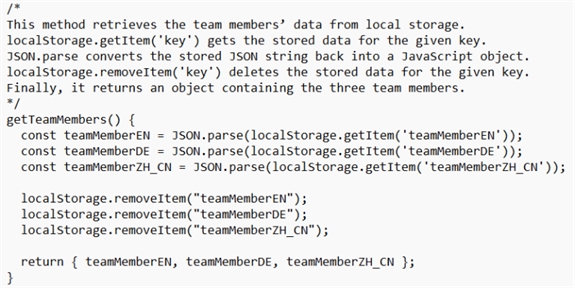 /*
This method retrieves the team members’ data from local storage.
localStorage.getItem('key') gets the stored data for the given key.
JSON.parse converts the stored JSON string back into a JavaScript object.
localStorage.removeItem('key') deletes the stored data for the given key.
Finally, it returns an object containing the three team members.
*/
getTeamMembers() {
  const teamMemberEN = JSON.parse(localStorage.getItem('teamMemberEN'));
  const teamMemberDE = JSON.parse(localStorage.getItem('teamMemberDE'));
  const teamMemberZH_CN = JSON.parse(localStorage.getItem('teamMemberZH_CN'));

  localStorage.removeItem("teamMemberEN");
  localStorage.removeItem("teamMemberDE");
  localStorage.removeItem("teamMemberZH_CN");

  return { teamMemberEN, teamMemberDE, teamMemberZH_CN };
}